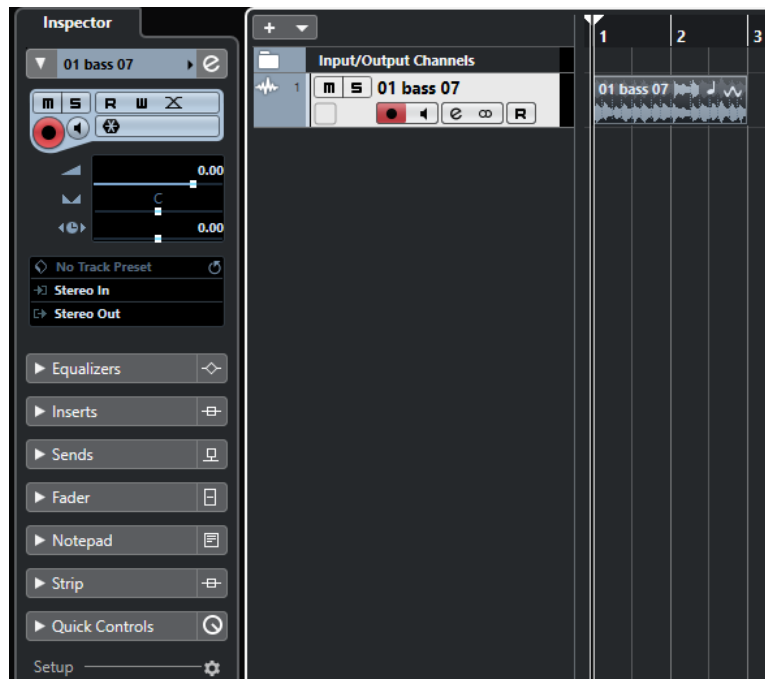 Inspector
01 bass 07
m S R W
0.00
C
0.00
No Track Preset
Stereo In
Stereo Out
Equalizers
Inserts
Sends
Fader
Notepad
Strip
Quick Controls
Setup
Input/Output Channels
1 m S 01 bass 07
e R
1 2 3
01 bass 07